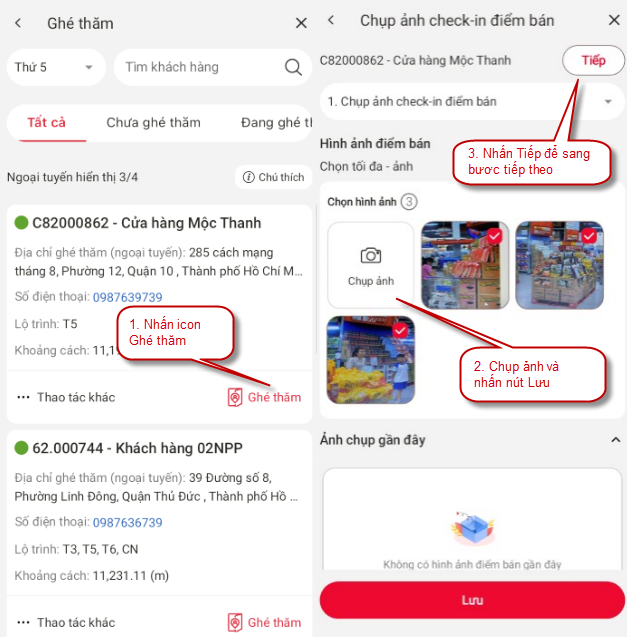 Ghé thăm
Thứ 5
Tìm khách hàng
Tất cả
Chưa ghé thăm
Đang ghé th
Ngoại tuyến hiển thị 3/4
Chú thích
C82000862 - Cửa hàng Mộc Thanh
Địa chỉ ghé thăm (ngoại tuyến): 285 cách mạng
tháng 8, Phường 12, Quận 10 , Thành phố Hồ Chí M...
Số điện thoại: 0987639739
Lộ trình: T5
Khoảng cách: 11,1
1. Nhấn icon
Ghé thăm
Thao tác khác
Ghé thăm
62.000744 - Khách hàng 02NPP
Địa chỉ ghé thăm (ngoại tuyến): 39 Đường số 8,
Phường Linh Đông, Quận Thủ Đức , Thành phố Hồ ...
Số điện thoại: 0987636739
Lộ trình: T3, T5, T6, CN
Khoảng cách: 11,231.11 (m)
Thao tác khác
Ghé thăm
Chụp ảnh check-in điểm bán
C82000862 - Cửa hàng Mộc Thanh
Tiếp
1. Chụp ảnh check-in điểm bán
Hình ảnh điểm bán
Chọn tối đa - ảnh
3. Nhấn Tiếp để sang
bươc tiếp theo
Chọn hình ảnh 3
Chụp ảnh
2. Chụp ảnh và
nhấn nút Lưu
Ảnh chụp gần đây
Không có hình ảnh điểm bán gần đây
Lưu